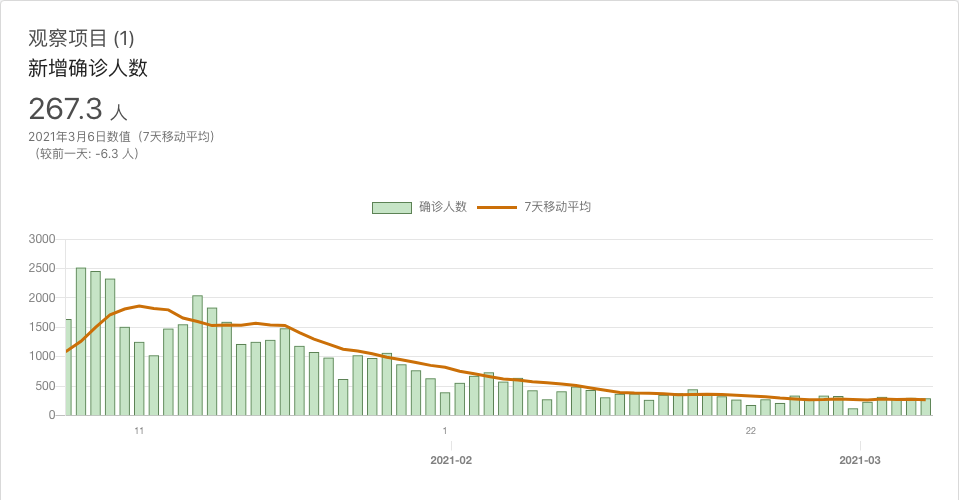 观察项目 (1)
新增确诊人数
267.3 人
2021年3月6日数值（7天移动平均）
（较前一天: -6.3 人）
确诊人数 7天移动平均
3000
2500
2000
1500
1000
500
0
11 1 22
2021-02 2021-03